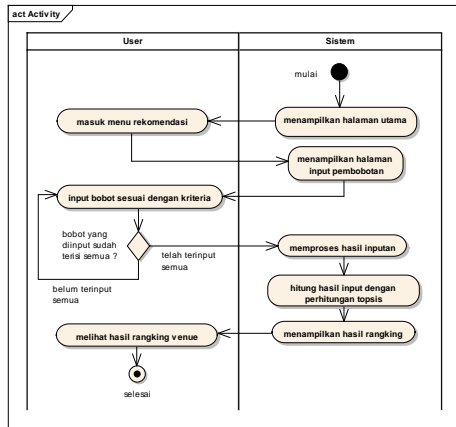 act Activity
User
Sistem
mulai
menampilkan halaman utama
masuk menu rekomendasi
menampilkan halaman
input pembobotan
input bobot sesuai dengan kriteria
bobot yang
diinput sudah
terisi semua ?
telah terinput
semua
belum terinput
semua
memproses hasil inputan
hitung hasil input dengan
perhitungan topsis
menampilkan hasil rangking
melihat hasil rangking venue
selesai